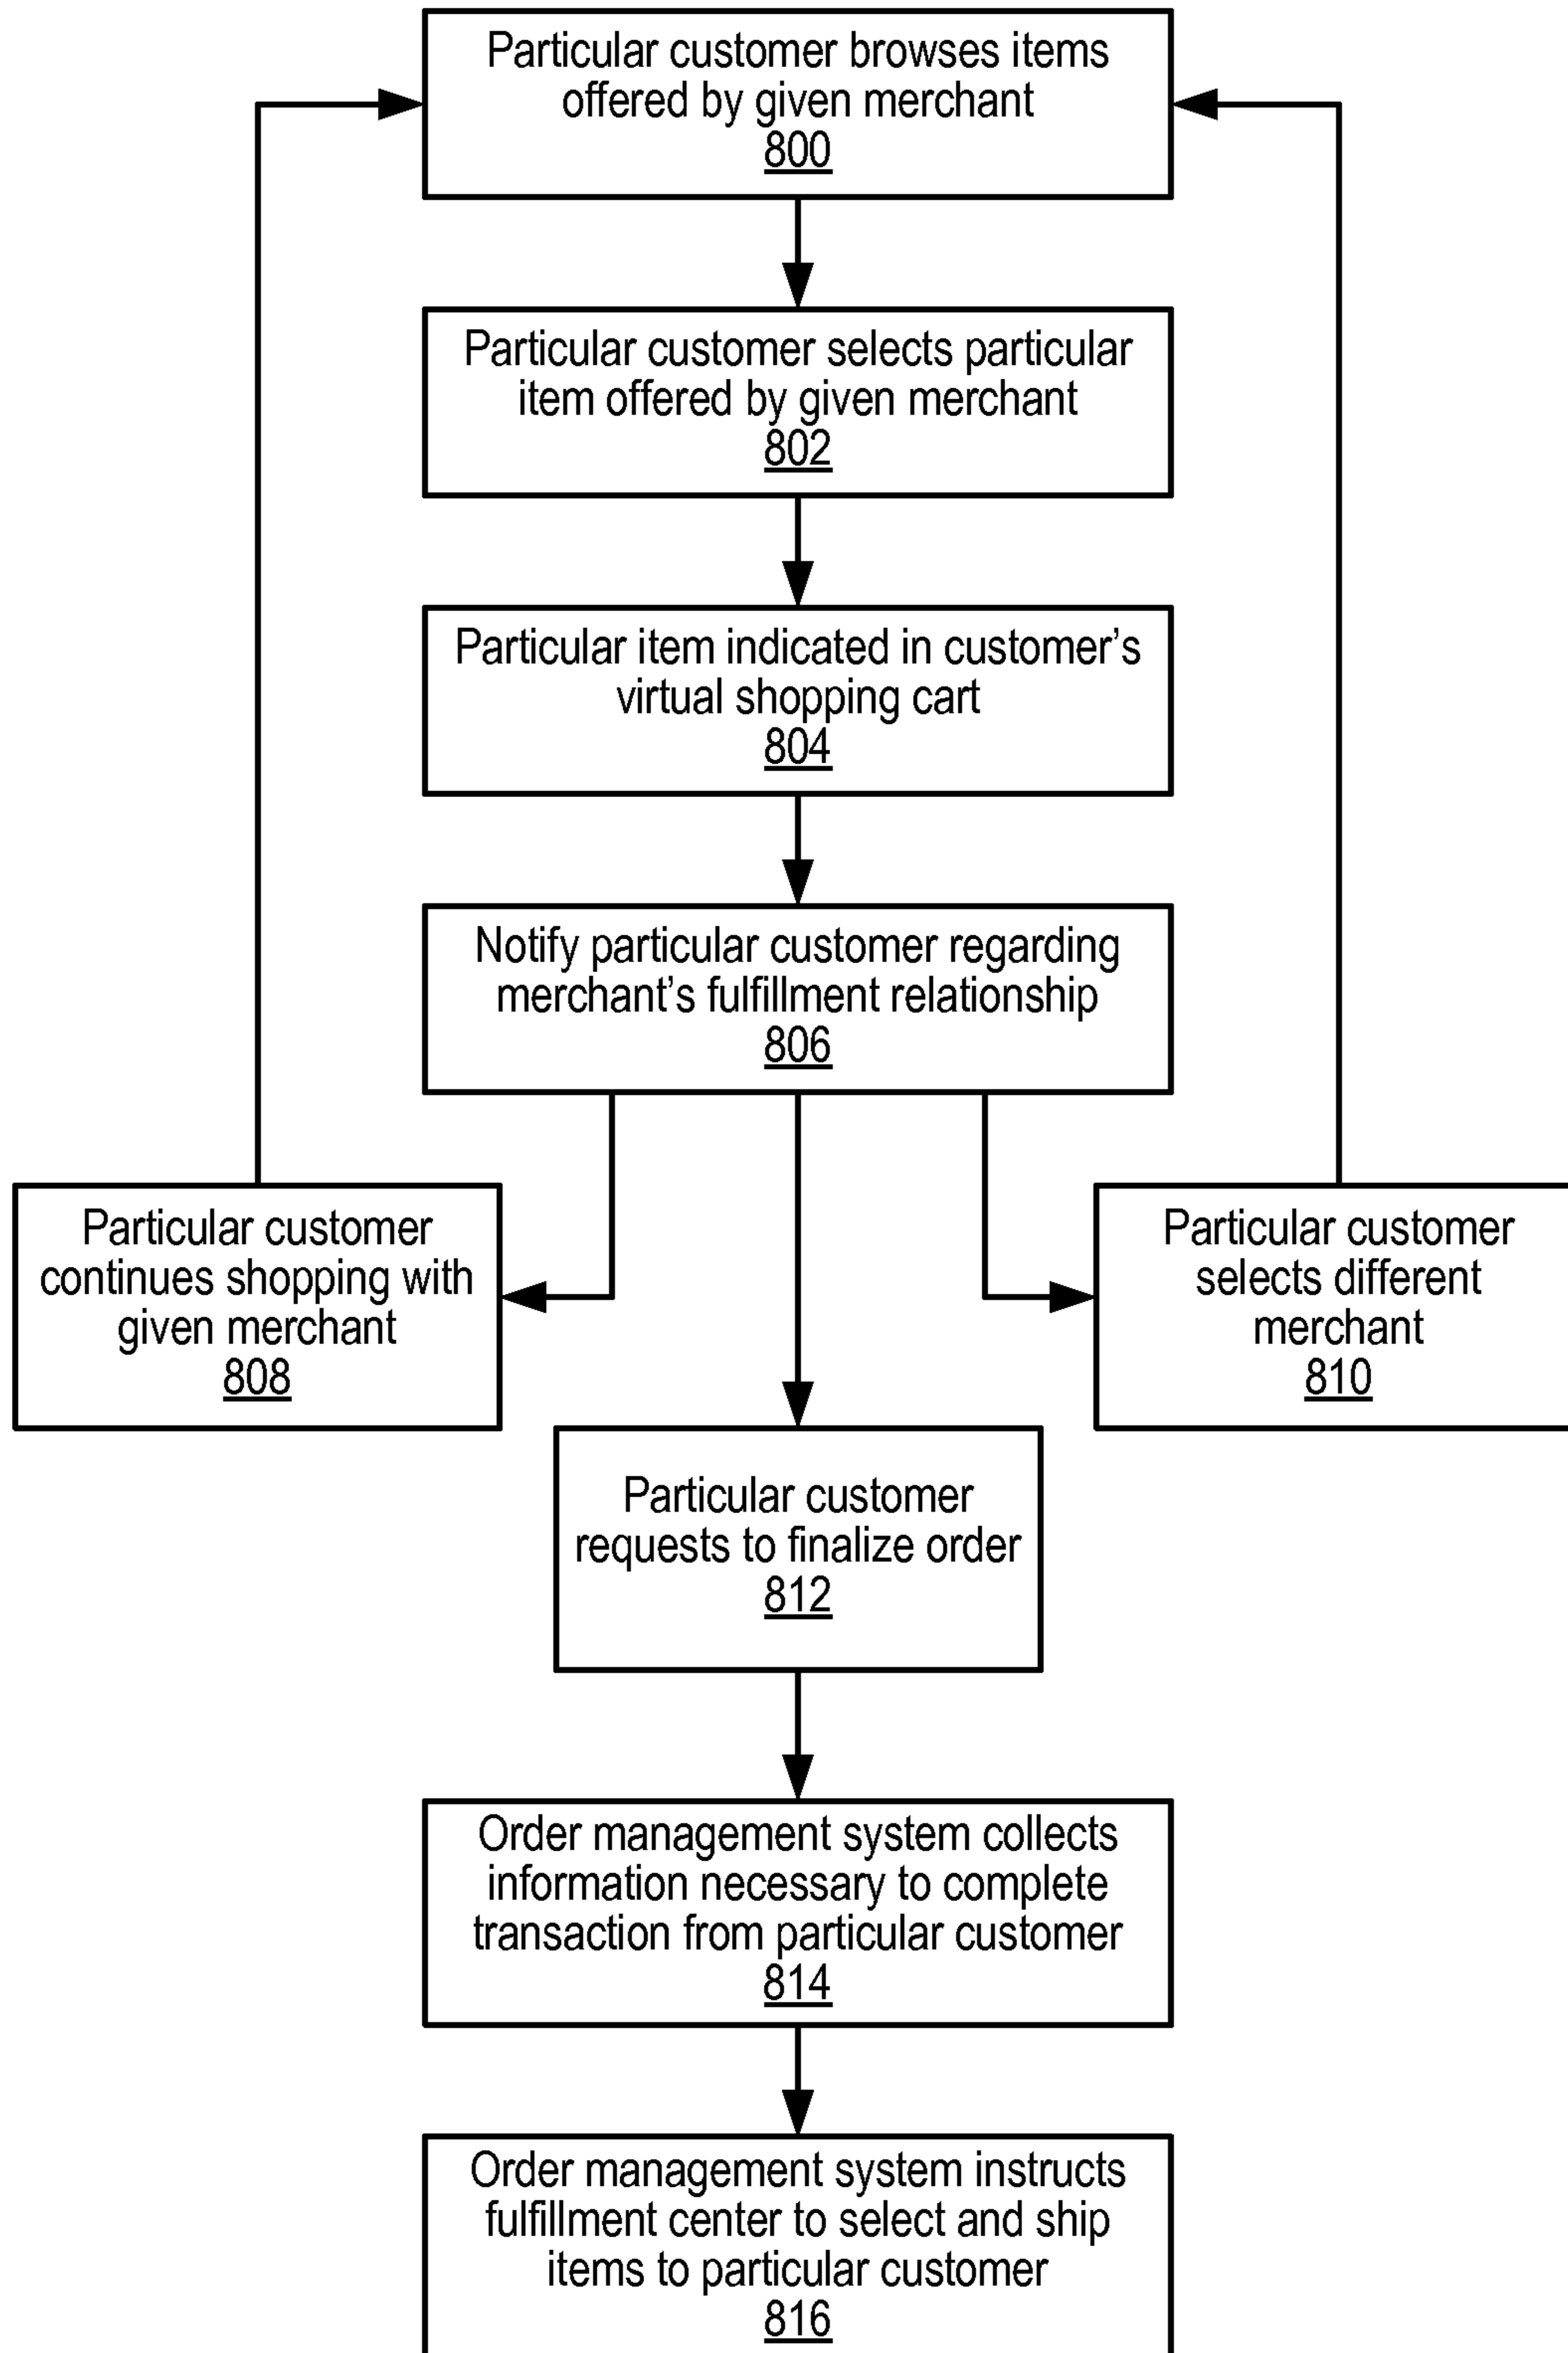 Particular customer browses items
offered by given merchant
800
Particular customer selects particular
item offered by given merchant
802
Particular item indicated in customer’s
virtual shopping cart
804
Notify particular customer regarding
merchant’s fulfillment relationship
806
Particular customer
continues shopping with
given merchant
808
Particular customer
selects different
merchant
810
Particular customer
requests to finalize order
812
Order management system collects
information necessary to complete
transaction from particular customer
814
Order management system instructs
fulfillment center to select and ship
items to particular customer
816